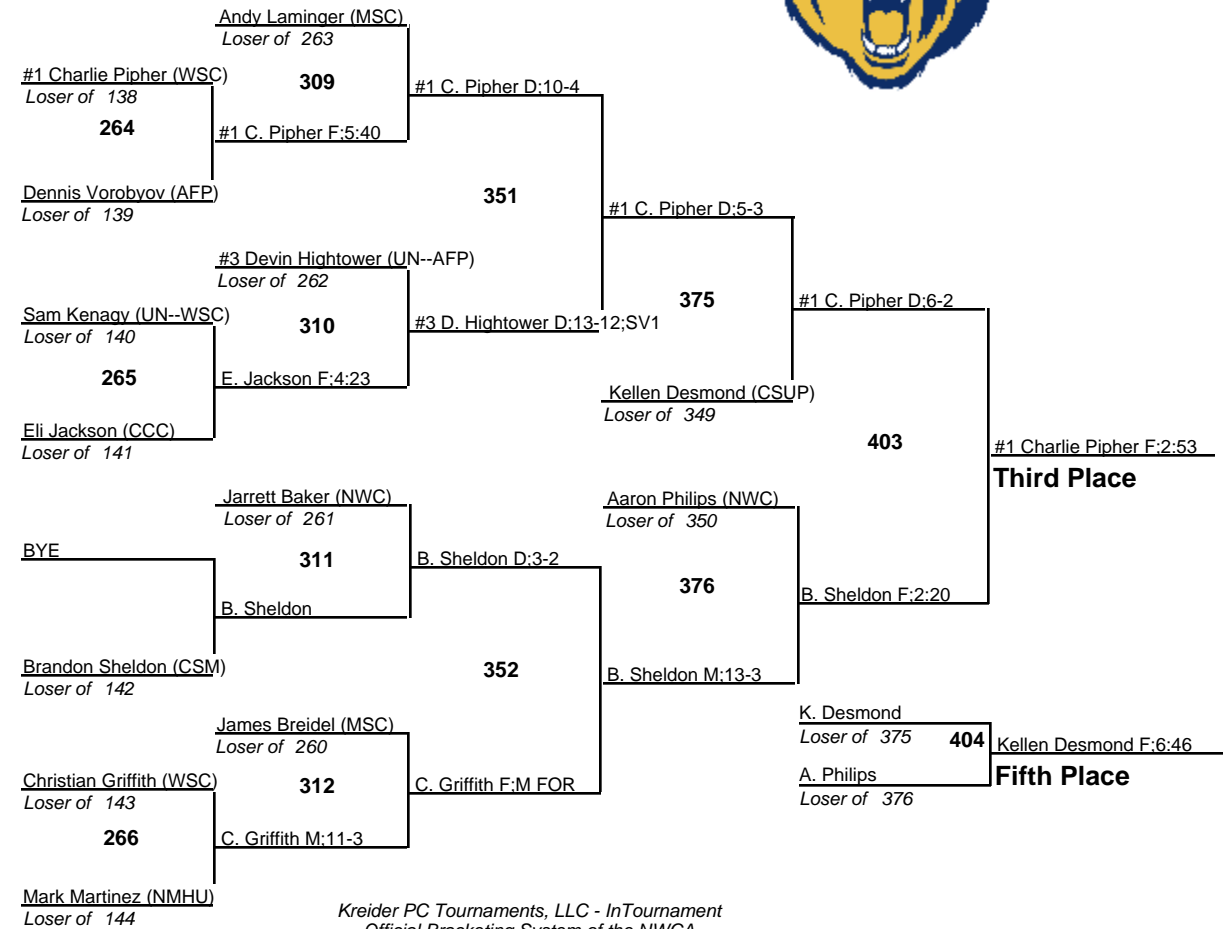 Andy Laminger (MSC)
Loser of 263
#1 Charlie Pipher (WSC)
Loser of 138
309
#1 C. Pipher D;10-4
264
#1 C. Pipher F;5:40
Dennis Vorobyov (AFP)
Loser of 139
351
#1 C. Pipher D;5-3
#3 Devin Hightower (UN--AFP)
Loser of 262
Sam Kenagy (UN--WSC)
Loser of 140
310
#3 D. Hightower D;13-12;SV1
375
#1 C. Pipher D;6-2
265
E. Jackson F;4:23
Kellen Desmond (CSUP)
Loser of 349
Eli Jackson (CCC)
Loser of 141
403
#1 Charlie Pipher F;2:53
Third Place
Jarrett Baker (NWC)
Loser of 261
Aaron Philips (NWC)
Loser of 350
BYE
311
B. Sheldon D;3-2
376
B. Sheldon F;2:20
B. Sheldon
Brandon Sheldon (CSM)
Loser of 142
352
B. Sheldon M;13-3
James Breidel (MSC)
Loser of 260
K. Desmond
Loser of 375
404
Kellen Desmond F;6:46
Fifth Place
Christian Griffith (WSC)
Loser of 143
312
C. Griffith F;M FOR
A. Philips
Loser of 376
266
C. Griffith M;11-3
Mark Martinez (NMHU)
Loser of 144
Kreider PC Tournaments, LLC - InTournament
Official Bracketing System of the NWCA